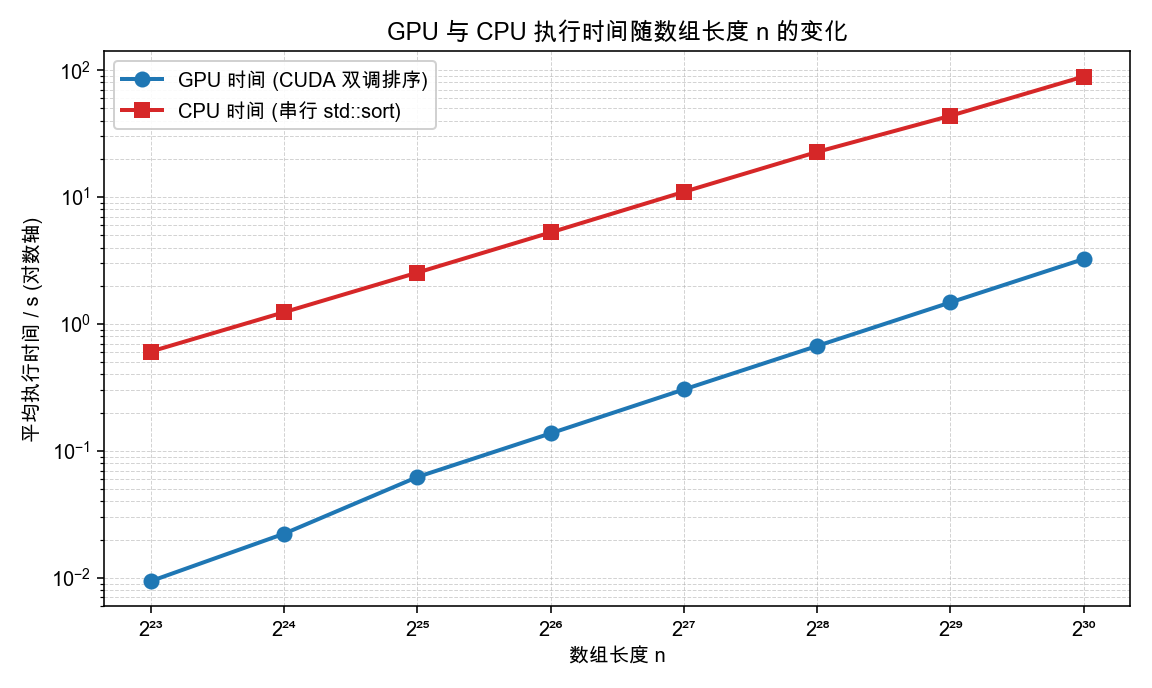 GPU 与 CPU 执行时间随数组长度 n 的变化
GPU 时间 (CUDA 双调排序)
CPU 时间 (串行 std::sort)
平均执行时间 / s (对数轴)
10²
10¹
10⁰
10⁻¹
10⁻²
2²³ 2²⁴ 2²⁵ 2²⁶ 2²⁷ 2²⁸ 2²⁹ 2³⁰
数组长度 n